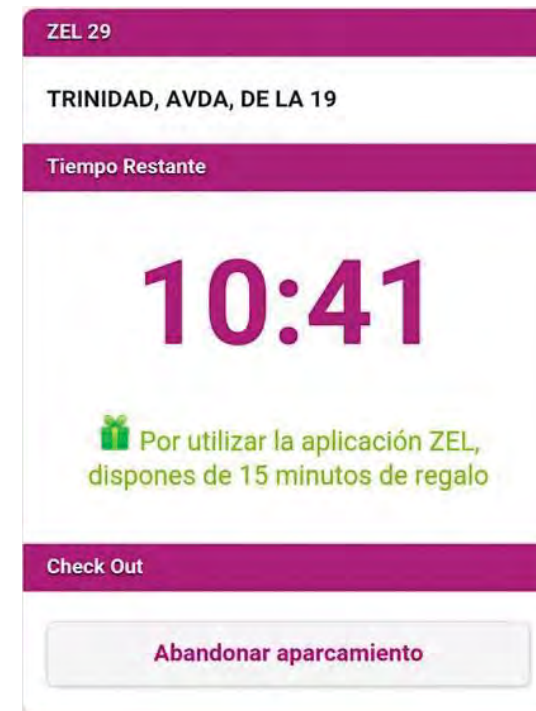 ZEL 29
TRINIDAD, AVDA, DE LA 19
Tiempo Restante
10:41
Por utilizar la aplicación ZEL,
dispones de 15 minutos de regalo
Check Out
Abandonar aparcamiento